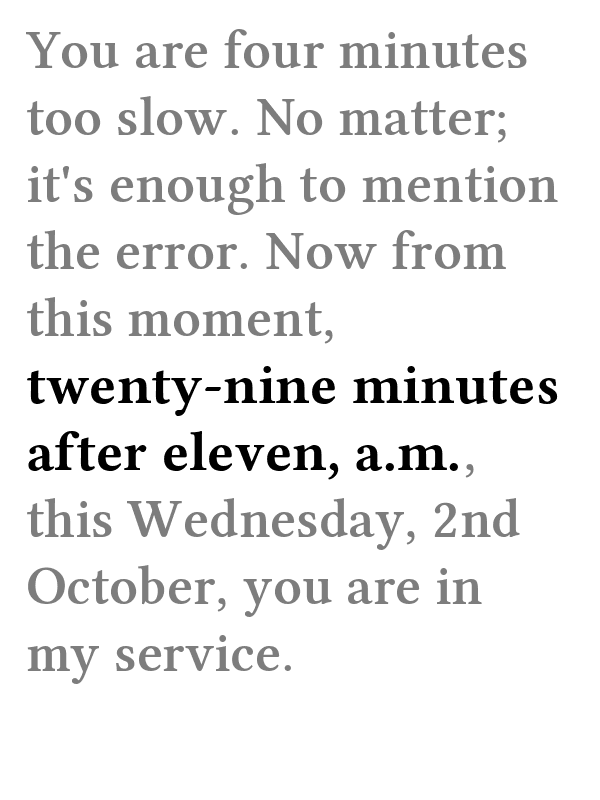 You are four minutes
too slow. No matter;
it's enough to mention
the error. Now from
this moment,
twenty-nine minutes
after eleven, a.m.,
this Wednesday, 2nd
October, you are in
my service.